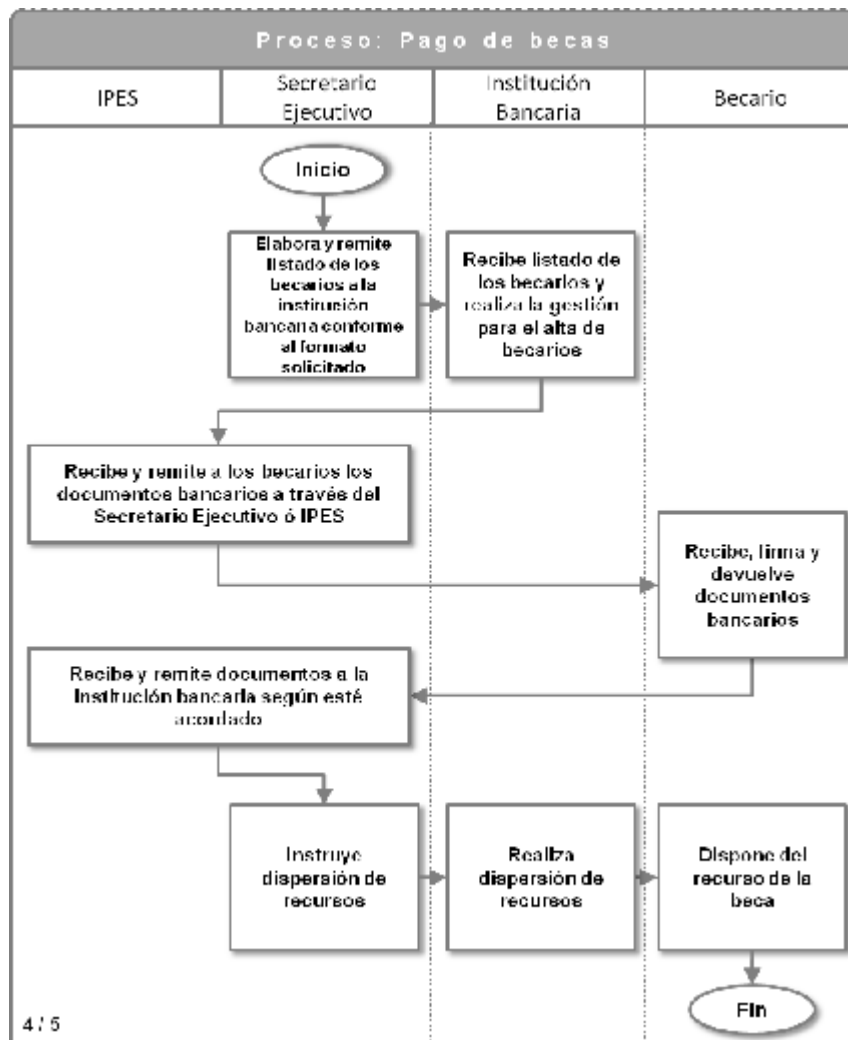 Proceso: Pago de becas
IPES
Secretario
Ejecutivo
Institución
Bancaria
Becario
Inicio
Elabora y remite
listado de los
becarios a la
institución
bancaria conforme
al formato
solicitado
Recibe listado de
los becarios y
realiza la gestión
para el alta de
becarios
Recibe y remite a los becarios los
documentos bancarios a través del
Secretario Ejecutivo ó IPES
Recibe, firma y
devuelve
documentos
bancarios
Recibe y remite documentos a la
Institución bancaria según esté
acordado
Instruye
dispersión de
recursos
Realiza
dispersión de
recursos
Dispone del
recurso de la
beca
Fin
4 / 5